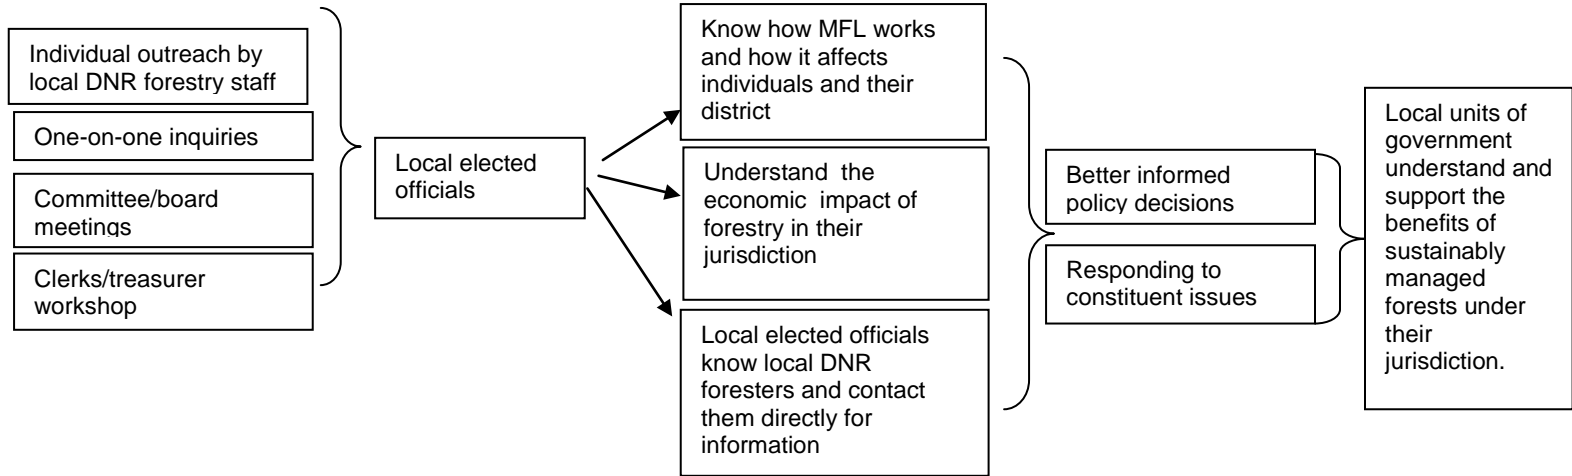 Individual outreach by
local DNR forestry staff
One-on-one inquiries
Committee/board
meetings
Clerks/treasurer
workshop
Local elected
officials
Know how MFL works
and how it affects
individuals and their
district
Understand the
economic impact of
forestry in their
jurisdiction
Local elected officials
know local DNR
foresters and contact
them directly for
information
Better informed
policy decisions
Responding to
constituent issues
Local units of
government
understand and
support the
benefits of
sustainably
managed
forests under
their
jurisdiction.